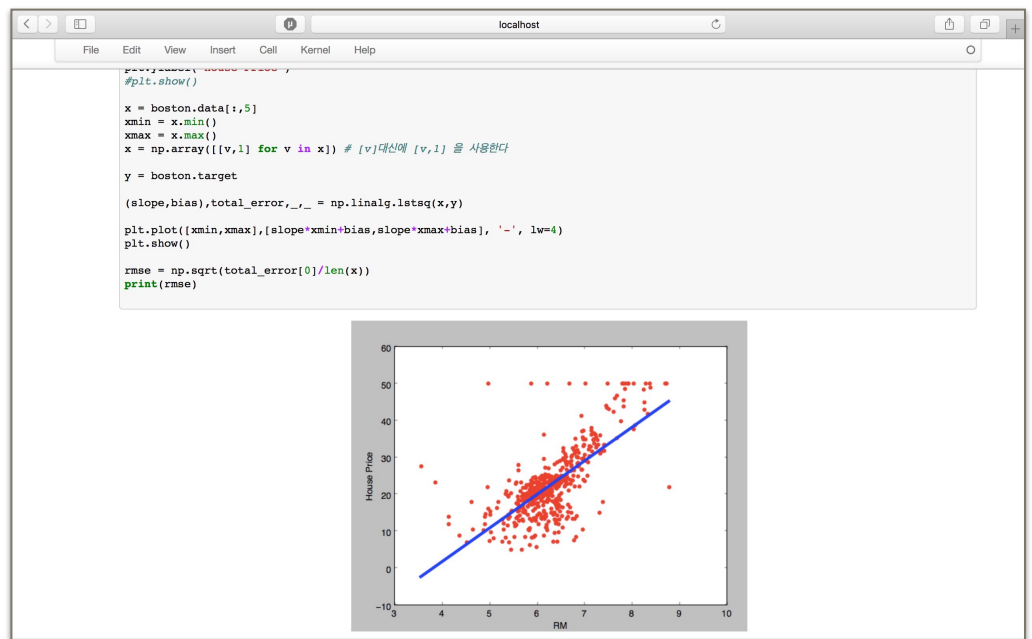 localhost
File Edit View Insert Cell Kernel Help
plt.ylabel('House Price')
#plt.show()
x = boston.data[:,5]
xmin = x.min()
xmax = x.max()
x = np.array([[v,1] for v in x]) # [v]대신에 [v,1] 을 사용한다
y = boston.target
(slope,bias),total_error,_,_ = np.linalg.lstsq(x,y)
plt.plot([xmin,xmax],[slope*xmin+bias,slope*xmax+bias], '-', lw=4)
plt.show()
rmse = np.sqrt(total_error[0]/len(x))
print(rmse)
60
50
40
30
20
10
0
−10
House Price
3 4 5 6 7 8 9 10
RM